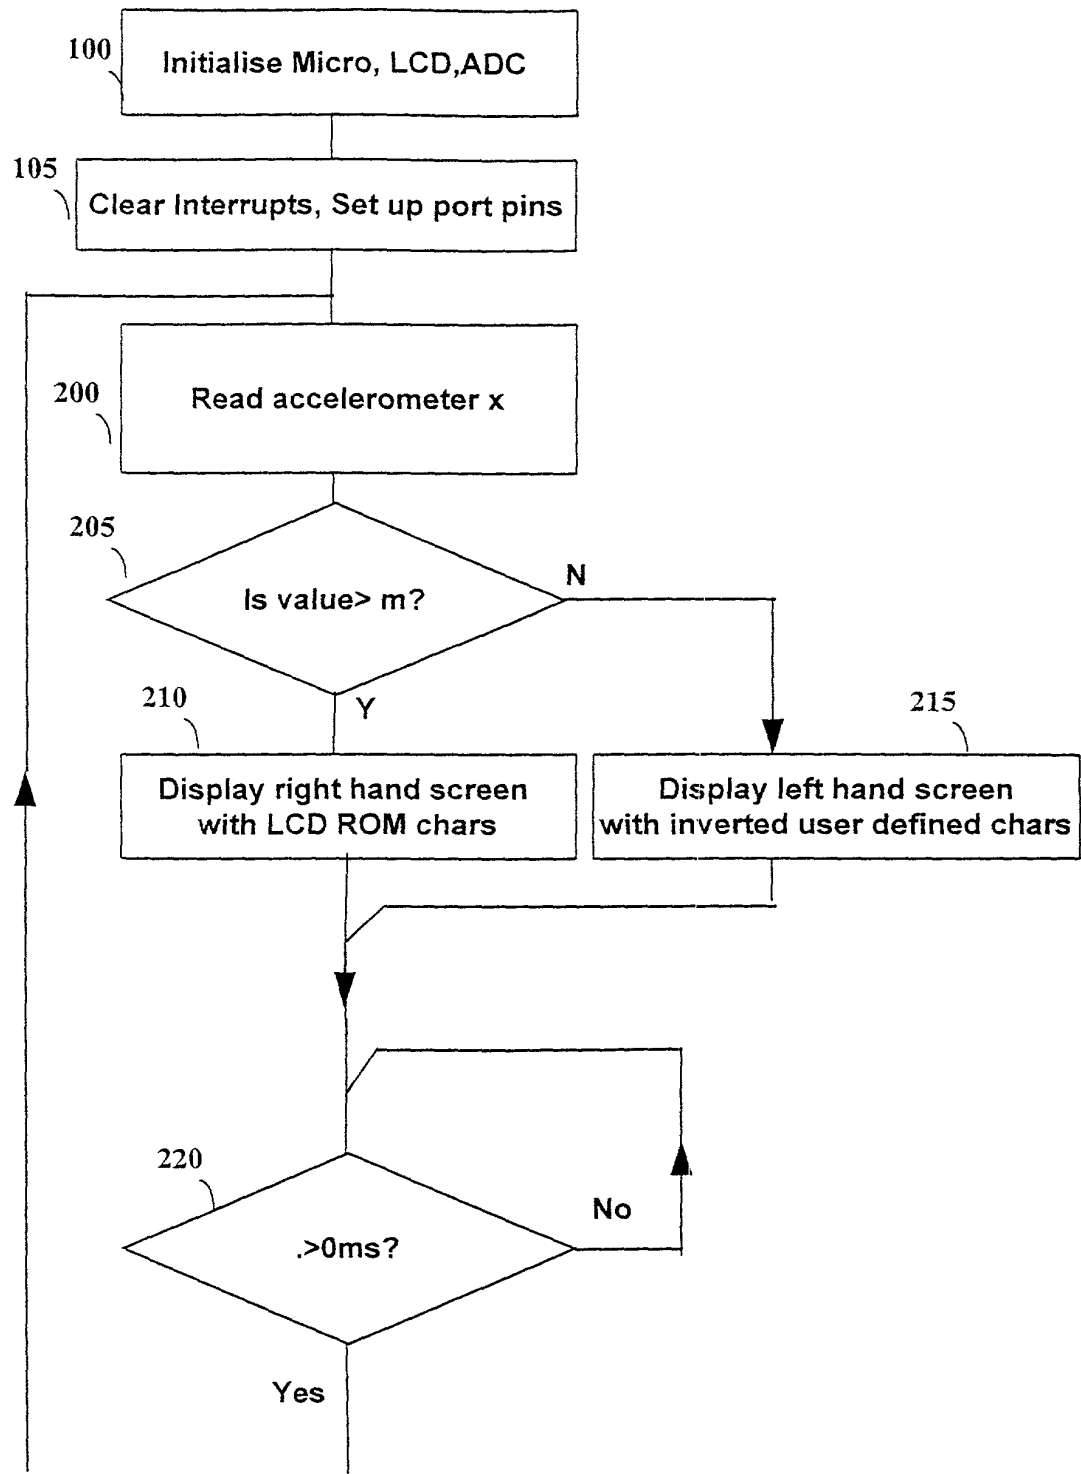 100
Initialise Micro, LCD,ADC
105
Clear Interrupts, Set up port pins
200
Read accelerometer x
205
Is value> m?
N
Y
210
215
Display right hand screen
with LCD ROM chars
Display left hand screen
with inverted user defined chars
220
.>0ms?
No
Yes